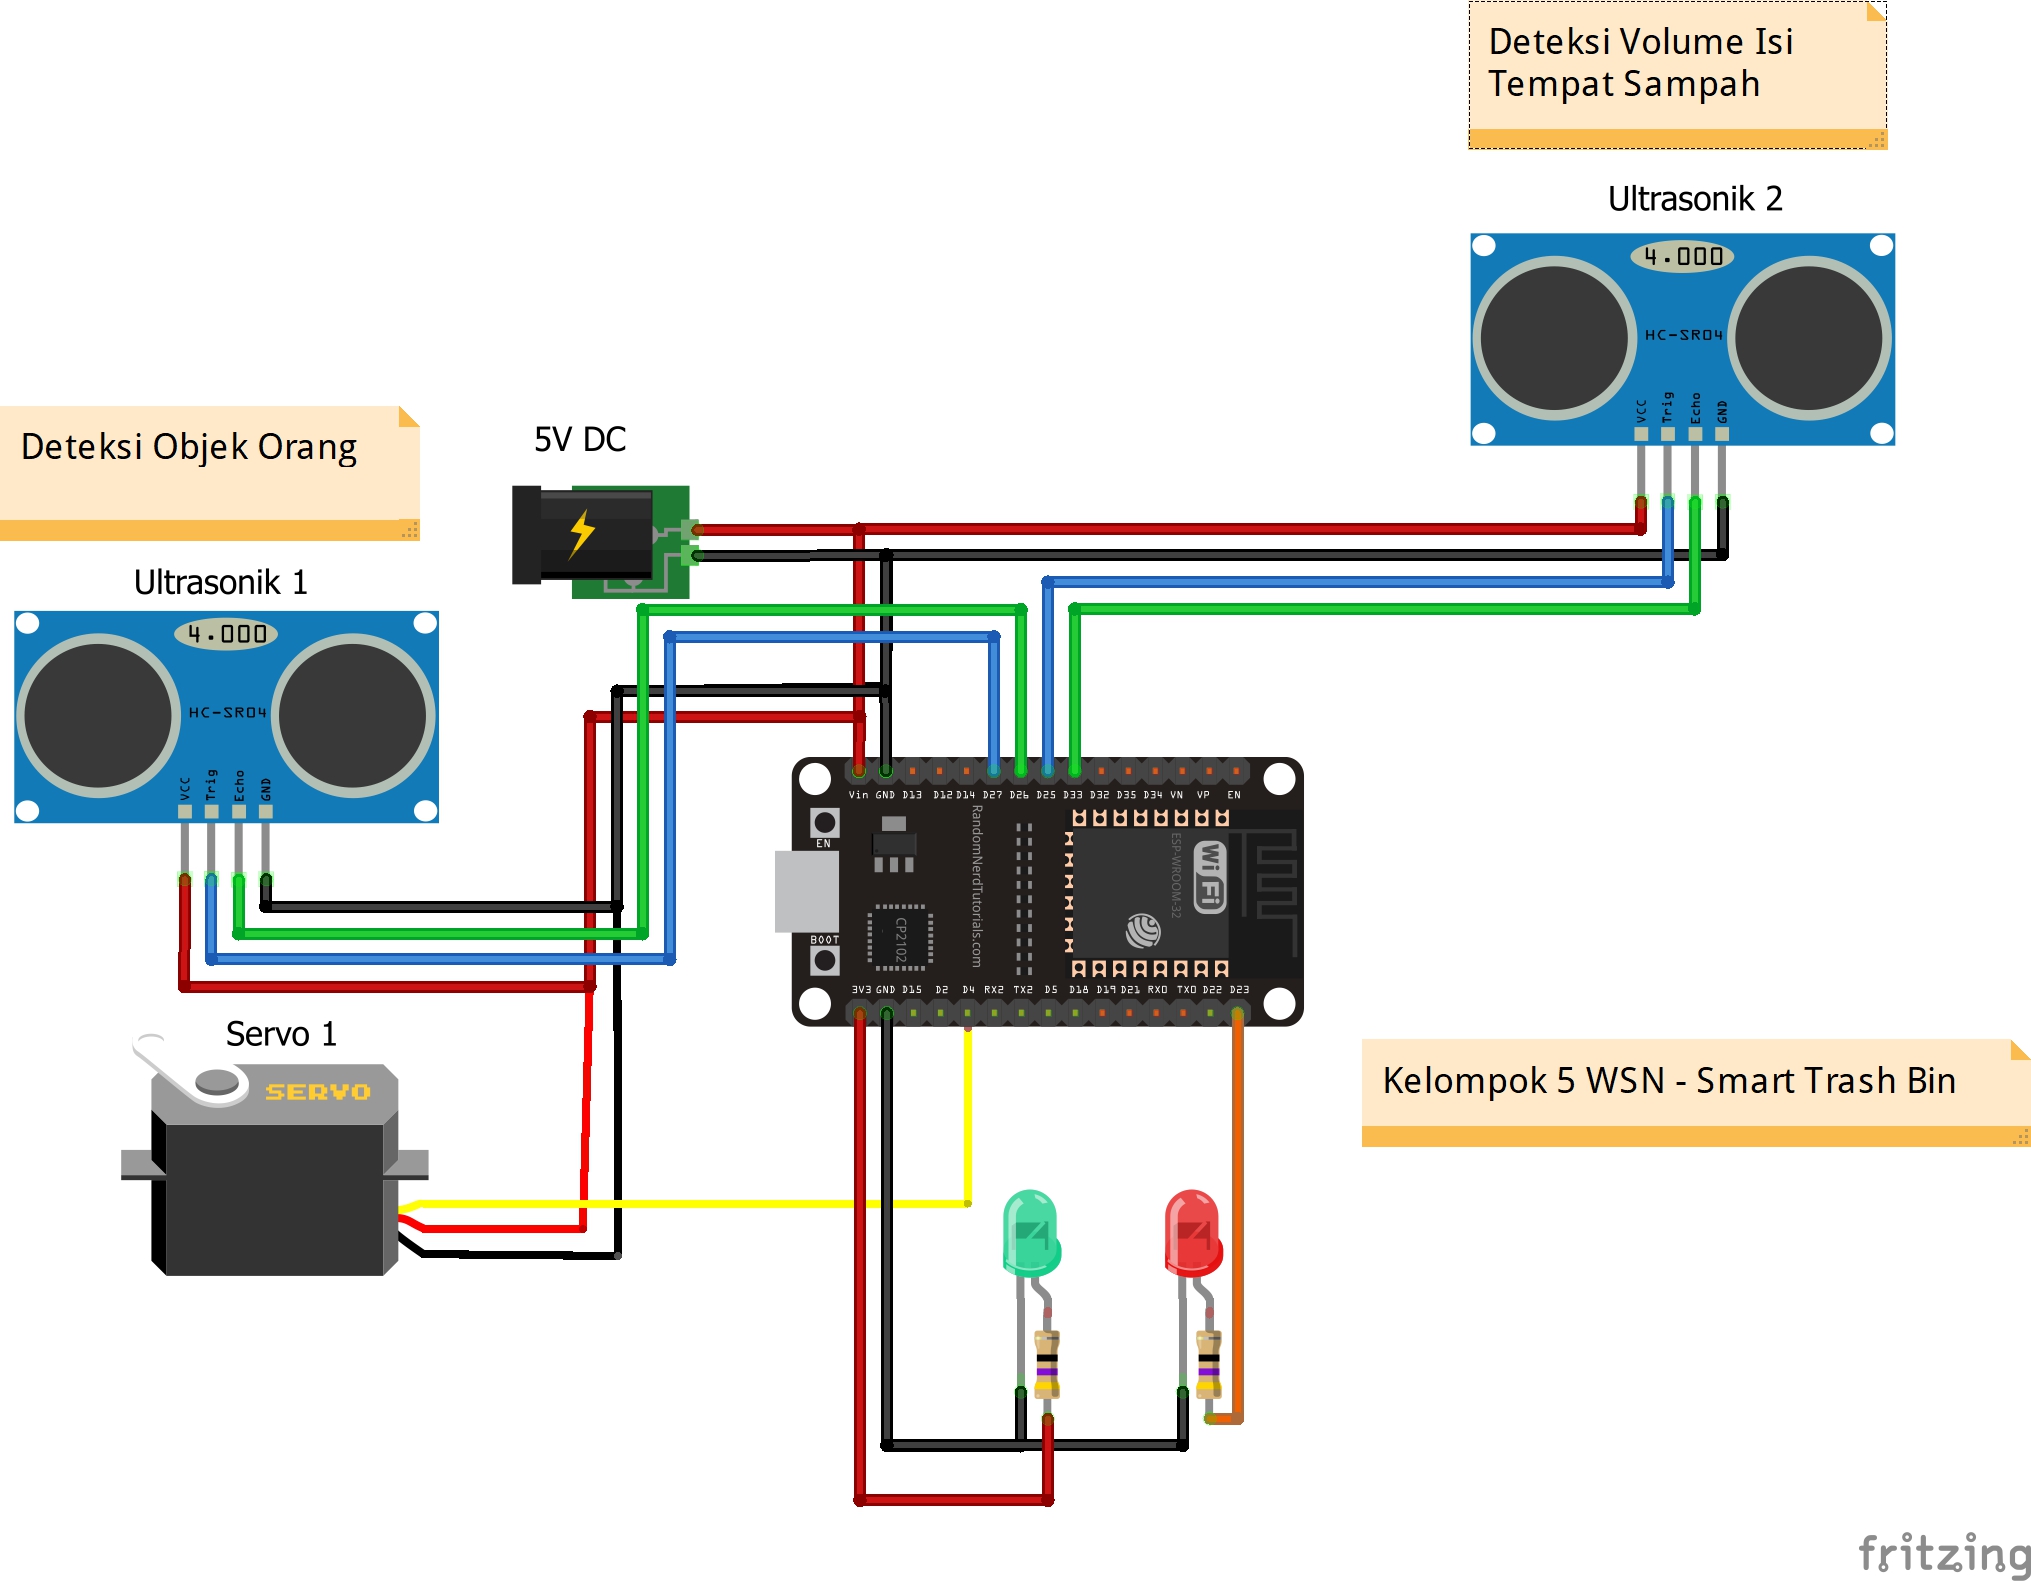 Deteksi Volume Isi
Tempat Sampah
Ultrasonik 2
4.000
HC-SR04
VCC Trig Echo GND
Deteksi Objek Orang
5V DC
Ultrasonik 1
4.000
HC-SR04
VCC Trig Echo GND
Vin GND D13 D12 D14 D27 D26 D25 D33 D32 D35 D34 VN VP EN
EN
RandomNerdTutorials.com
ESP-WROOM-32
WiFi
CP2102
BOOT
3V3 GND D15 D2 D4 RX2 TX2 D5 D18 D19 D21 RX0 TX0 D22 D23
Servo 1
SERVO
Kelompok 5 WSN - Smart Trash Bin
fritzing